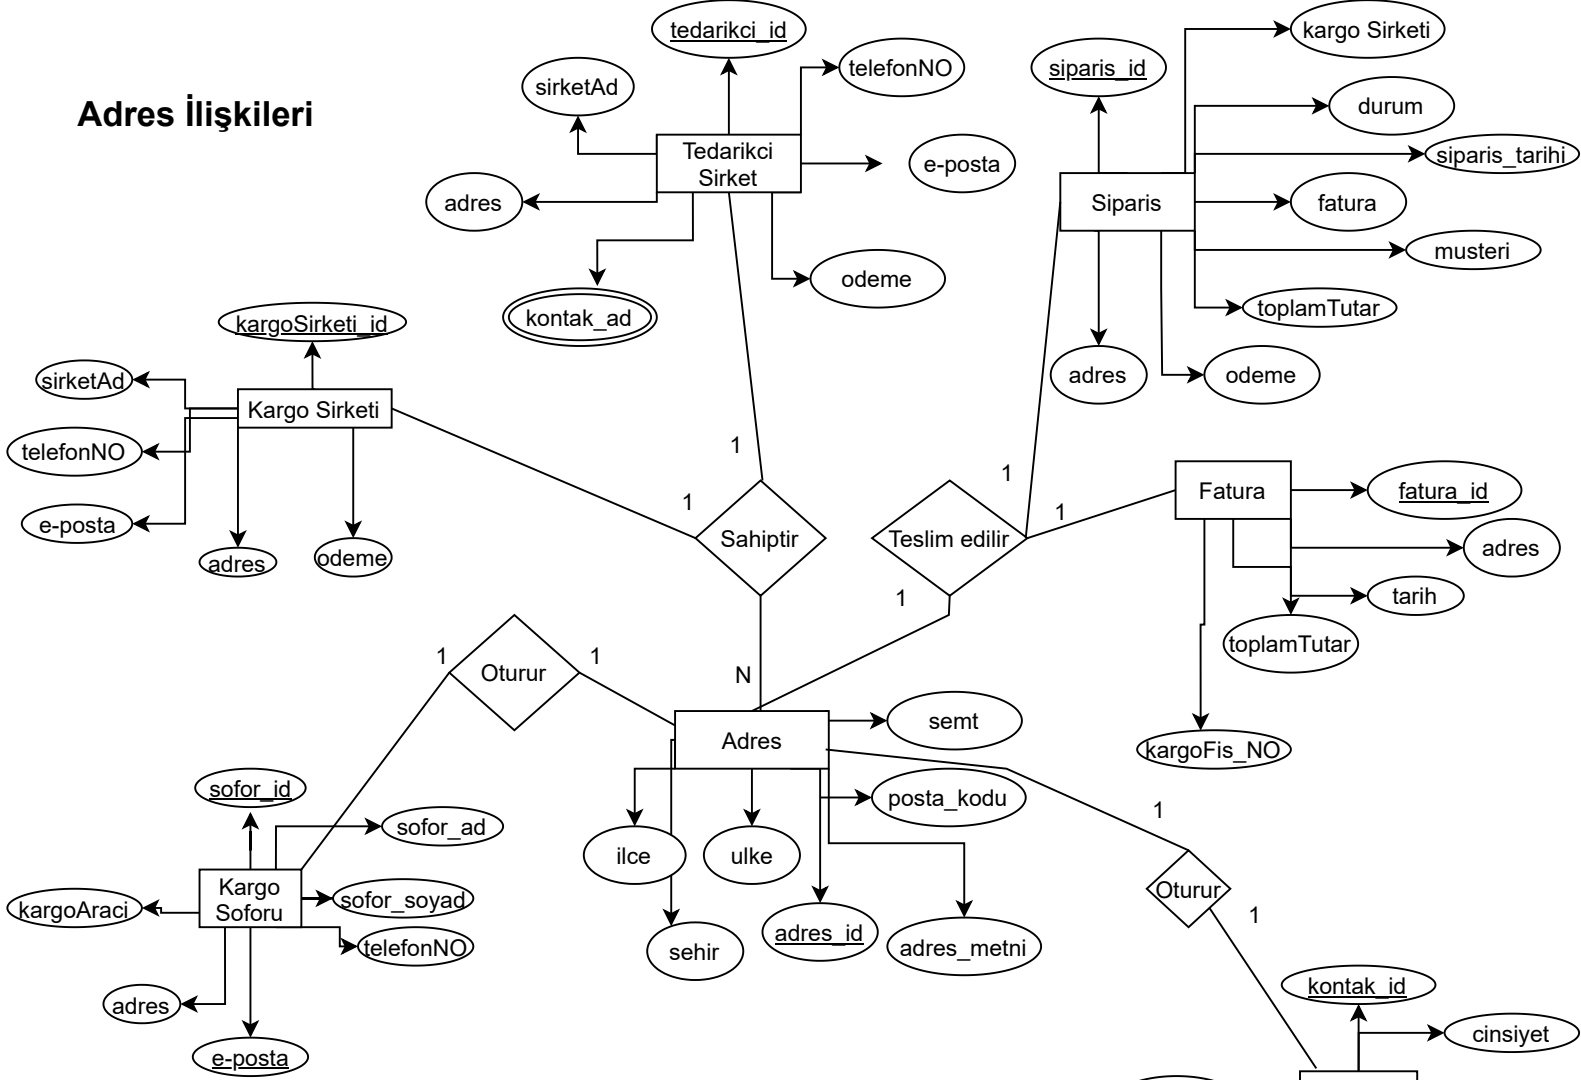 Adres İlişkileri
tedarikci_id
sirketAd
telefonNO
Tedarikci
Sirket
e-posta
adres
odeme
kontak_ad
kargo Sirketi
siparis_id
durum
siparis_tarihi
Siparis
fatura
musteri
toplamTutar
adres
odeme
kargoSirketi_id
sirketAd
Kargo Sirketi
telefonNO
e-posta
adres
odeme
1
1
Sahiptir
N
1
1
Teslim edilir
1
Fatura
fatura_id
adres
tarih
toplamTutar
kargoFis_NO
1
Oturur
1
Adres
semt
posta_kodu
ilce
ulke
adres_id
adres_metni
sehir
sofor_id
sofor_ad
Kargo
Soforu
sofor_soyad
kargoAraci
telefonNO
adres
e-posta
1
Oturur
1
kontak_id
cinsiyet